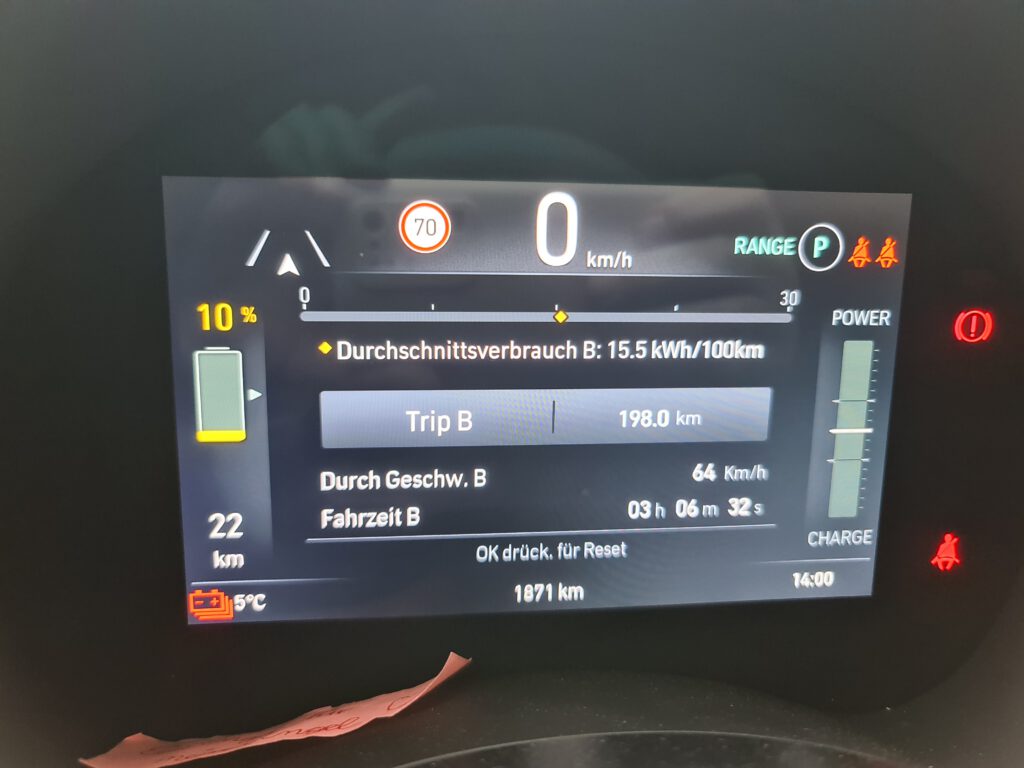 70
0 km/h
RANGE P
0 30
10 %
POWER
Durchschnittsverbrauch B: 15.5 kWh/100km
Trip B 198.0 km
Durch Geschw. B 64 Km/h
Fahrzeit B 03 h 06 m 32 s
22
km
CHARGE
OK drück. für Reset
5°C 1871 km 14:00